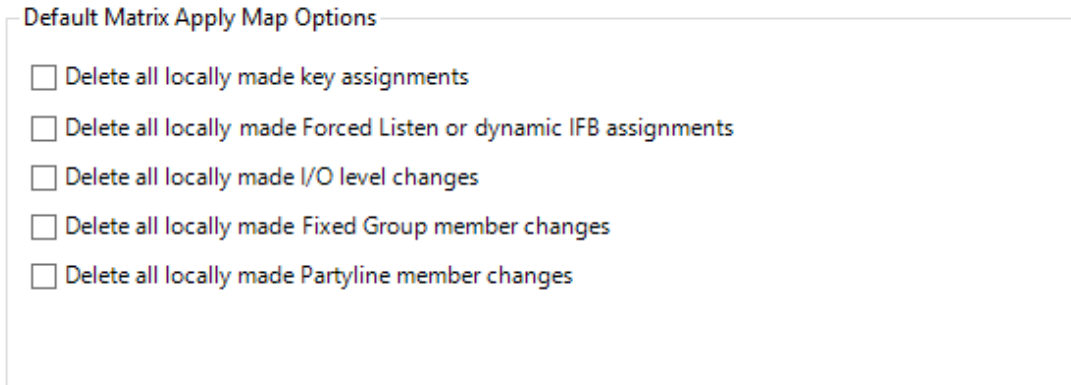 Default Matrix Apply Map Options
Delete all locally made key assignments
Delete all locally made Forced Listen or dynamic IFB assignments
Delete all locally made I/O level changes
Delete all locally made Fixed Group member changes
Delete all locally made Partyline member changes